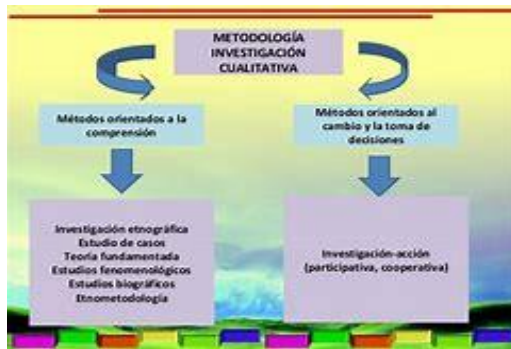 METODOLOGÍA
INVESTIGACIÓN
CUALITATIVA
Métodos orientados a la
comprensión
Métodos orientados al
cambio y la toma de
decisiones
Investigación etnográfica
Estudio de casos
Teoría fundamentada
Estudios fenomenológicos
Estudios biográficos
Etnometodología
Investigación-acción
(participativa, cooperativa)